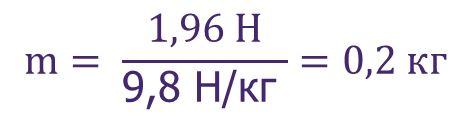 m = 1,96 Н / 9,8 Н/кг = 0,2 кг